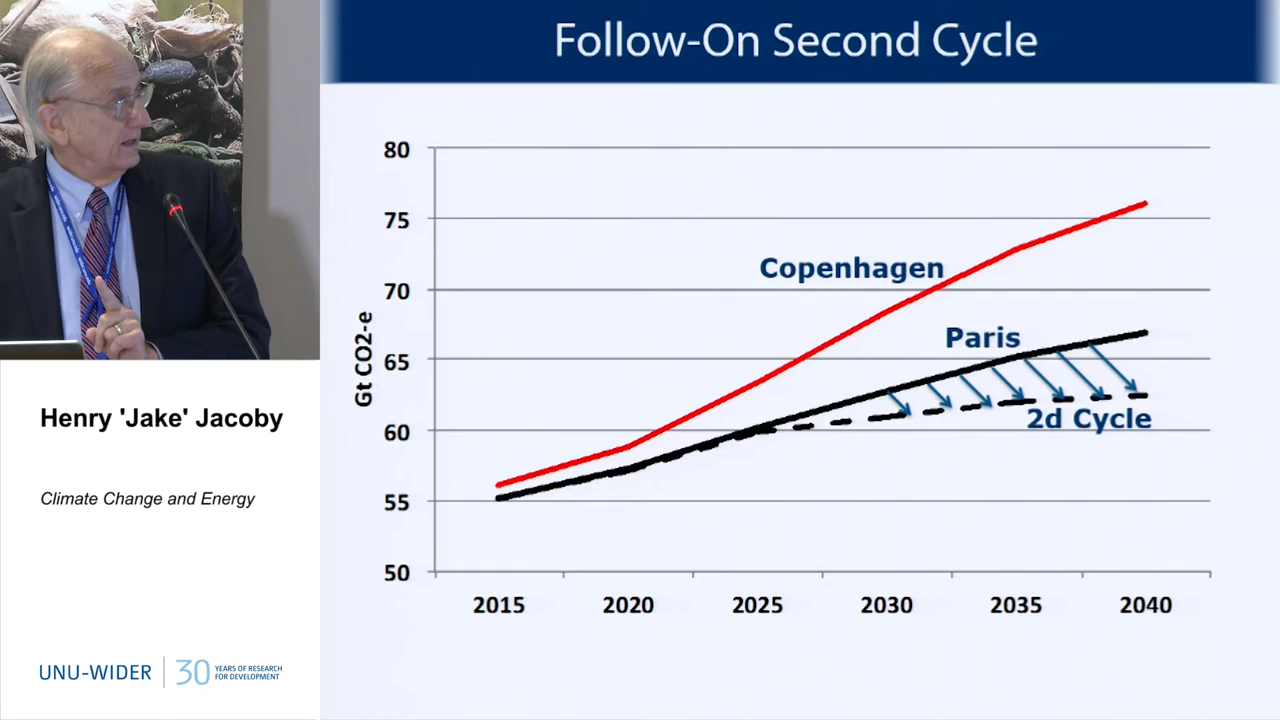 Follow-On Second Cycle
80
75
70
65
60
55
50
Gt CO2-e
Copenhagen
Paris
2d Cycle
2015 2020 2025 2030 2035 2040
Henry 'Jake' Jacoby
Climate Change and Energy
UNU-WIDER
30
YEARS OF RESEARCH
FOR DEVELOPMENT